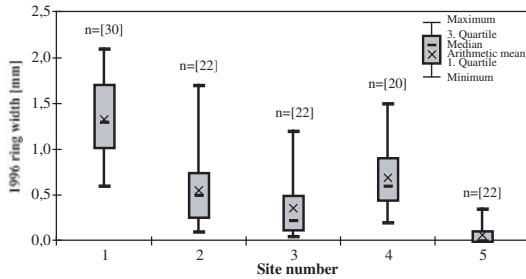 2,5
2,0
1,5
1,0
0,5
0,0
1996 ring width [mm]
n=[30]
n=[22]
n=[22]
n=[20]
n=[22]
Maximum
3. Quartile
Median
Arithmetic mean
1. Quartile
Minimum
1 2 3 4 5
Site number